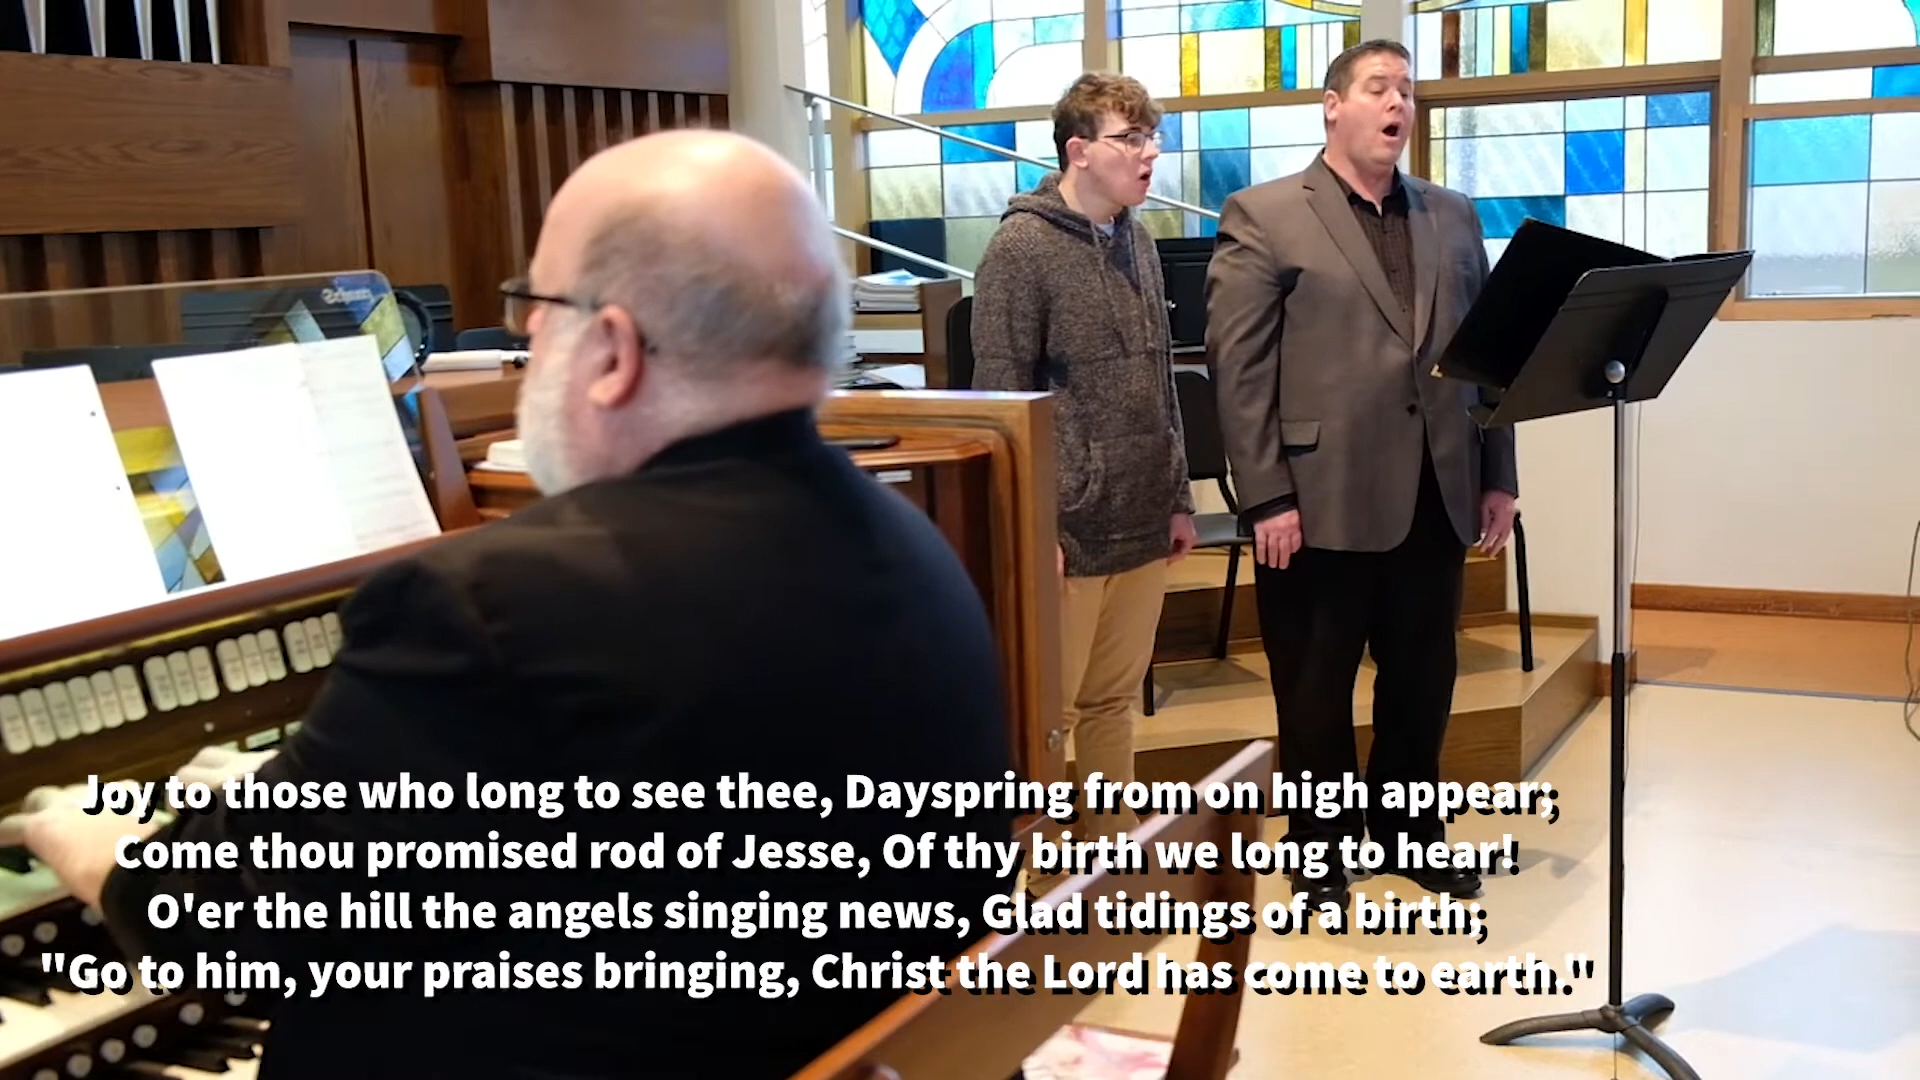 Joy to those who long to see thee, Dayspring from on high appear;
Come thou promised rod of Jesse, Of thy birth we long to hear!
O'er the hill the angels singing news, Glad tidings of a birth;
"Go to him, your praises bringing, Christ the Lord has come to earth."